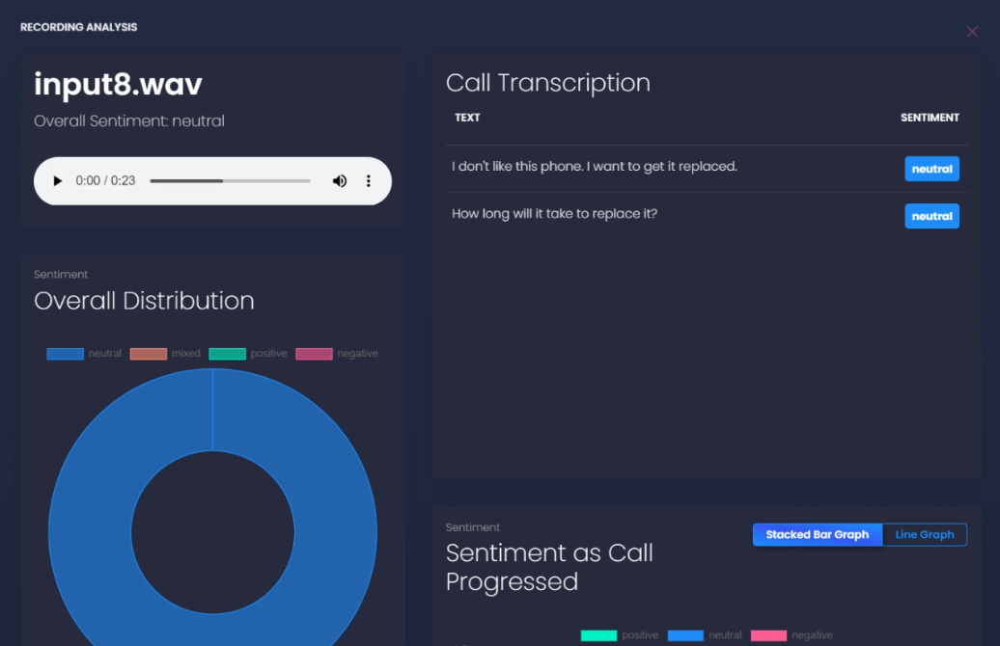 RECORDING ANALYSIS
input8.wav
Overall Sentiment: neutral
0:00 / 0:23
Call Transcription
TEXT SENTIMENT
I don't like this phone. I want to get it replaced. neutral
How long will it take to replace it? neutral
Sentiment
Overall Distribution
neutral mixed positive negative
Sentiment
Stacked Bar Graph Line Graph
Sentiment as Call
Progressed
positive neutral negative